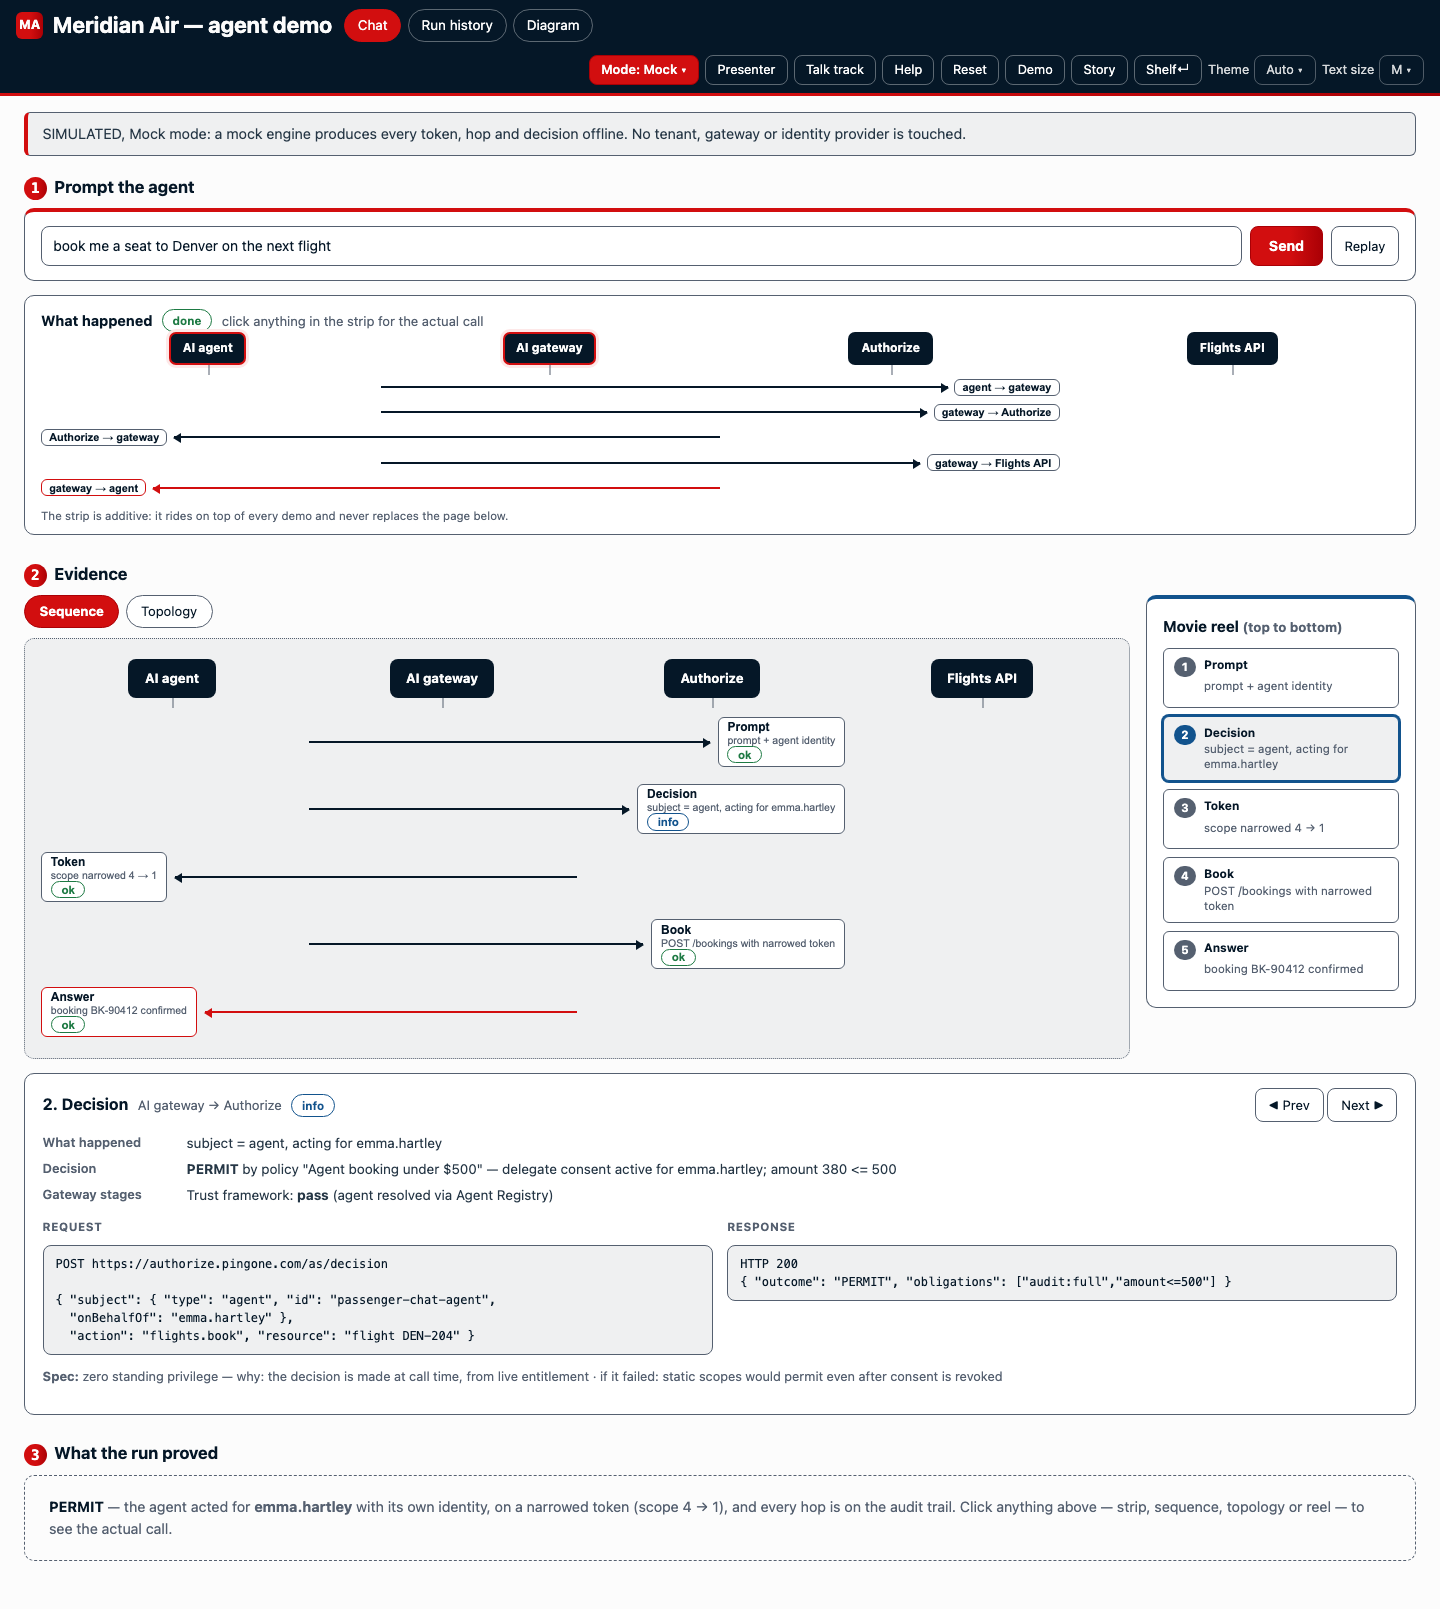 MA Meridian Air — agent demo Chat Run history Diagram
Mode: Mock ▾ Presenter Talk track Help Reset Demo Story Shelf↵ Theme Auto ▾ Text size M ▾
SIMULATED, Mock mode: a mock engine produces every token, hop and decision offline. No tenant, gateway or identity provider is touched.
1 Prompt the agent
book me a seat to Denver on the next flight Send Replay
What happened done click anything in the strip for the actual call
AI agent AI gateway Authorize Flights API
agent → gateway
gateway → Authorize
Authorize → gateway
gateway → Flights API
gateway → agent
The strip is additive: it rides on top of every demo and never replaces the page below.
2 Evidence
Sequence Topology
AI agent AI gateway Authorize Flights API
Prompt
prompt + agent identity
ok
Decision
subject = agent, acting for emma.hartley
info
Token
scope narrowed 4 → 1
ok
Book
POST /bookings with narrowed token
ok
Answer
booking BK-90412 confirmed
ok
Movie reel (top to bottom)
1 Prompt
prompt + agent identity
2 Decision
subject = agent, acting for
emma.hartley
3 Token
scope narrowed 4 → 1
4 Book
POST /bookings with narrowed
token
5 Answer
booking BK-90412 confirmed
2. Decision AI gateway → Authorize info ◀ Prev Next ▶
What happened subject = agent, acting for emma.hartley
Decision PERMIT by policy "Agent booking under $500" — delegate consent active for emma.hartley; amount 380 <= 500
Gateway stages Trust framework: pass (agent resolved via Agent Registry)
REQUEST
POST https://authorize.pingone.com/as/decision
{ "subject": { "type": "agent", "id": "passenger-chat-agent",
"onBehalfOf": "emma.hartley" },
"action": "flights.book", "resource": "flight DEN-204" }
RESPONSE
HTTP 200
{ "outcome": "PERMIT", "obligations": ["audit:full","amount<=500"] }
Spec: zero standing privilege — why: the decision is made at call time, from live entitlement · if it failed: static scopes would permit even after consent is revoked
3 What the run proved
PERMIT — the agent acted for emma.hartley with its own identity, on a narrowed token (scope 4 → 1), and every hop is on the audit trail. Click anything above — strip, sequence, topology or reel — to
see the actual call.